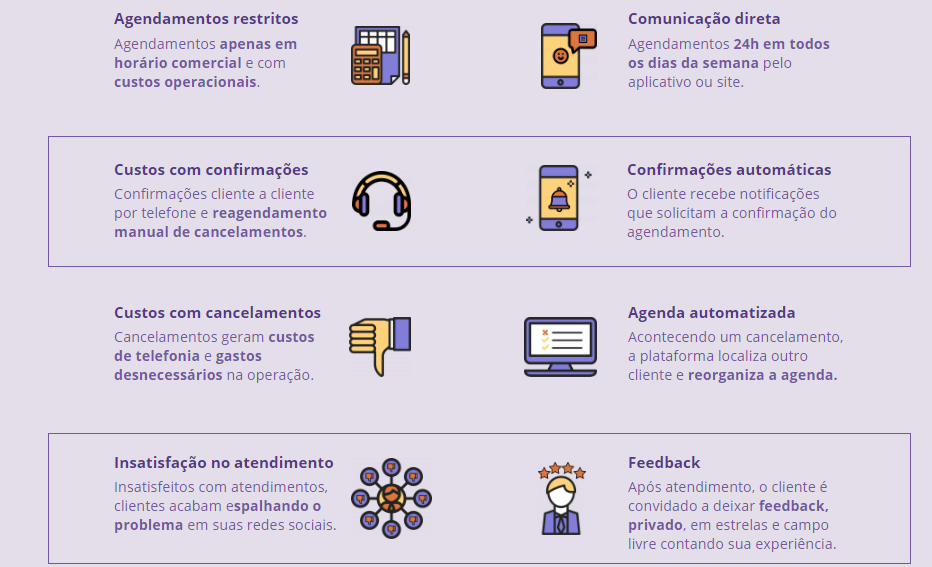 Agendamentos restritos
Agendamentos apenas em
horário comercial e com
custos operacionais.
Comunicação direta
Agendamentos 24h em todos
os dias da semana pelo
aplicativo ou site.
Custos com confirmações
Confirmações cliente a cliente
por telefone e reagendamento
manual de cancelamentos.
Confirmações automáticas
O cliente recebe notificações
que solicitam a confirmação do
agendamento.
Custos com cancelamentos
Cancelamentos geram custos
de telefonia e gastos
desnecessários na operação.
Agenda automatizada
Acontecendo um cancelamento,
a plataforma localiza outro
cliente e reorganiza a agenda.
Insatisfação no atendimento
Insatisfeitos com atendimentos,
clientes acabam espalhando o
problema em suas redes sociais.
Feedback
Após atendimento, o cliente é
convidado a deixar feedback,
privado, em estrelas e campo
livre contando sua experiência.